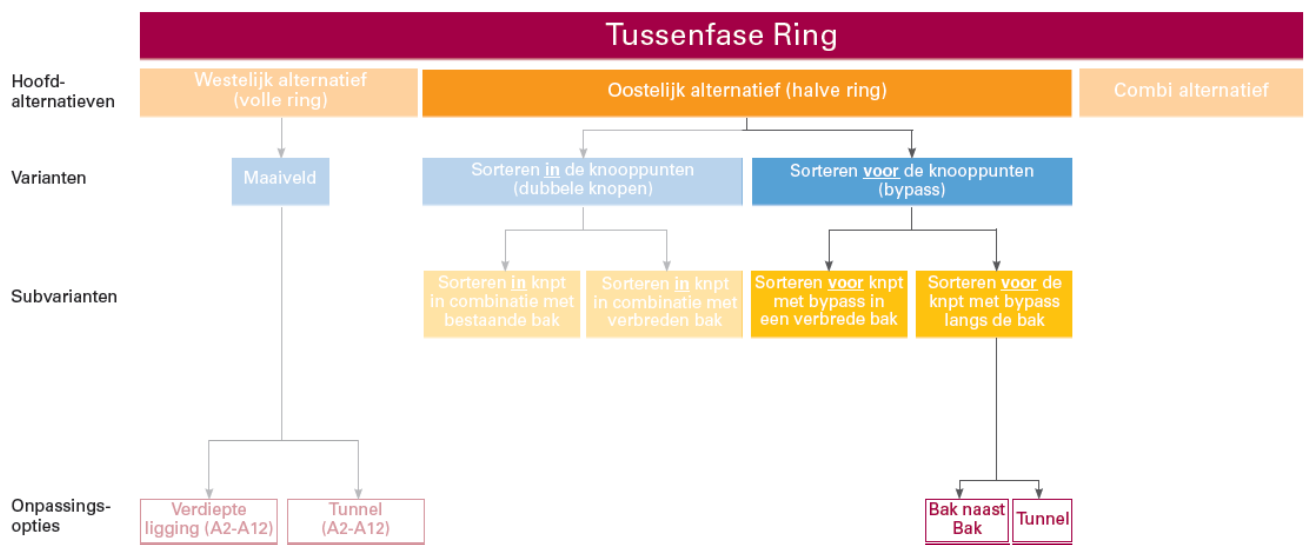 Tussenfase Ring
Hoofd-
alternatieven
Westelijk alternatief
(volle ring)
Oostelijk alternatief (halve ring)
Combi alternatief
Varianten
Maaiveld
Sorteren in de knooppunten
(dubbele knopen)
Sorteren voor de knooppunten
(bypass)
Subvarianten
Sorteren in knpt
in combinatie met
bestaande bak
Sorteren in knpt
in combinatie met
verbreden bak
Sorteren voor knpt
met bypass in
een verbrede bak
Sorteren voor de
knpt met bypass
langs de bak
Onpassings-
opties
Verdiepte
ligging (A2-A12)
Tunnel
(A2-A12)
Bak naast
Bak
Tunnel